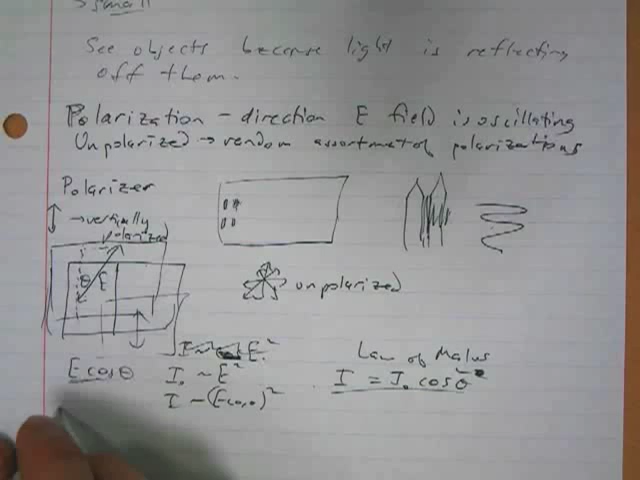 small
See objects because light is reflecting
off them.
Polarization - direction E field is oscillating
Unpolarized → random assortment of polarizations
Polarizer
→ vertically
polarized
θ E
unpolarized
E cos θ
I₀ ~ E²
I ~ (E cos θ)²
Law of Malus
I = I₀ cos²θ